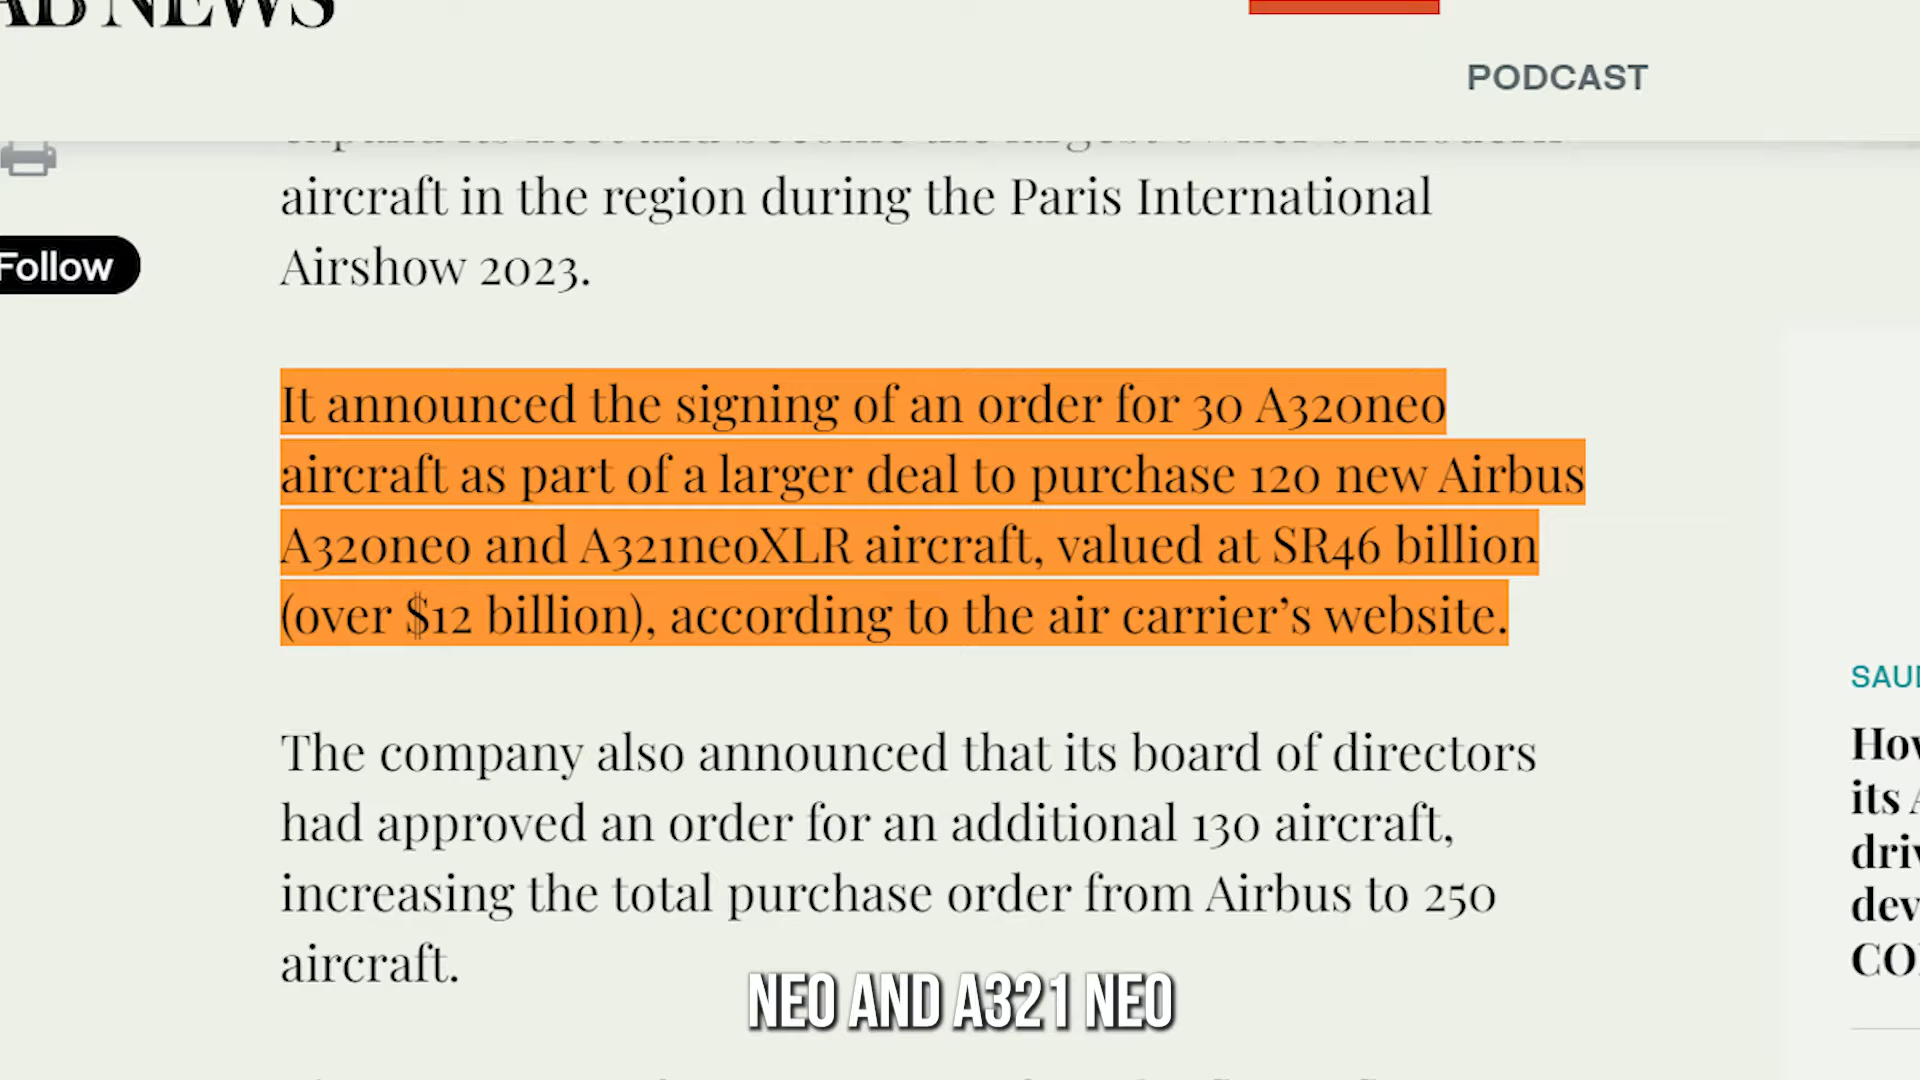 NEWS
PODCAST
aircraft in the region during the Paris International
Airshow 2023.
Follow
It announced the signing of an order for 30 A320neo
aircraft as part of a larger deal to purchase 120 new Airbus
A320neo and A321neoXLR aircraft, valued at SR46 billion
(over $12 billion), according to the air carrier’s website.
The company also announced that its board of directors
had approved an order for an additional 130 aircraft,
increasing the total purchase order from Airbus to 250
aircraft.
NEO AND A321 NEO
its